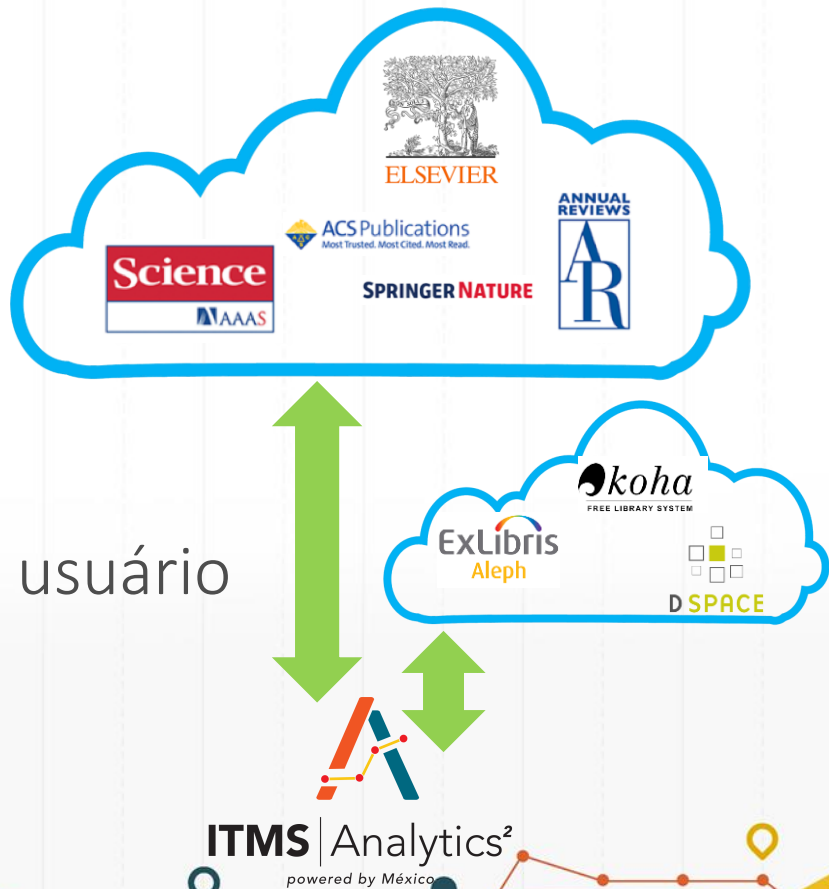 ELSEVIER
ACS Publications
Most Trusted. Most Cited. Most Read.
ANNUAL
REVIEWS
AR
Science
AAAS
SPRINGER NATURE
koha
FREE LIBRARY SYSTEM
ExLibris
Aleph
DSPACE
usuário
ITMS | Analytics²
powered by México